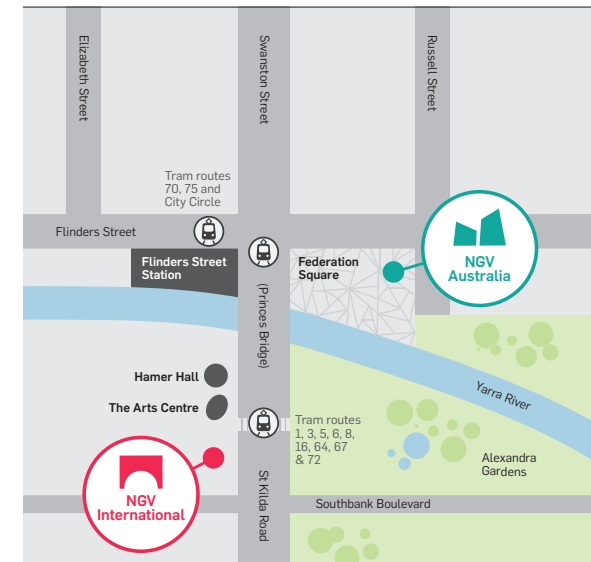 Elizabeth Street
Swanston Street
Russell Street
Tram routes
70, 75 and
City Circle
Flinders Street
Flinders Street
Station
Federation
Square
NGV
Australia
(Princes Bridge)
Hamer Hall
The Arts Centre
Yarra River
Tram routes
1, 3, 5, 6, 8,
16, 64, 67
& 72
Alexandra
Gardens
NGV
International
St Kilda Road
Southbank Boulevard